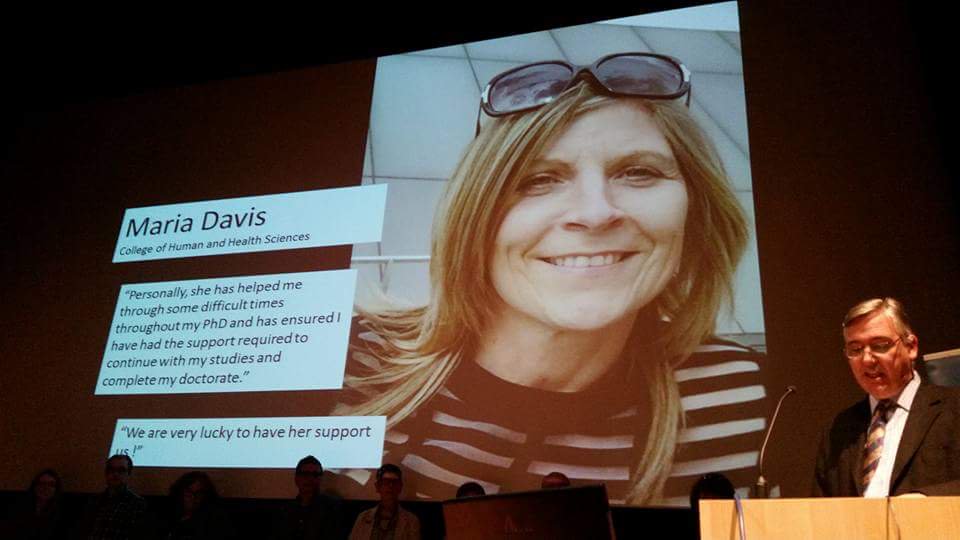 Maria Davis
College of Human and Health Sciences
“Personally, she has helped me
through some difficult times
throughout my PhD and has ensured I
have had the support required to
continue with my studies and
complete my doctorate.”
“We are very lucky to have her support
us !”